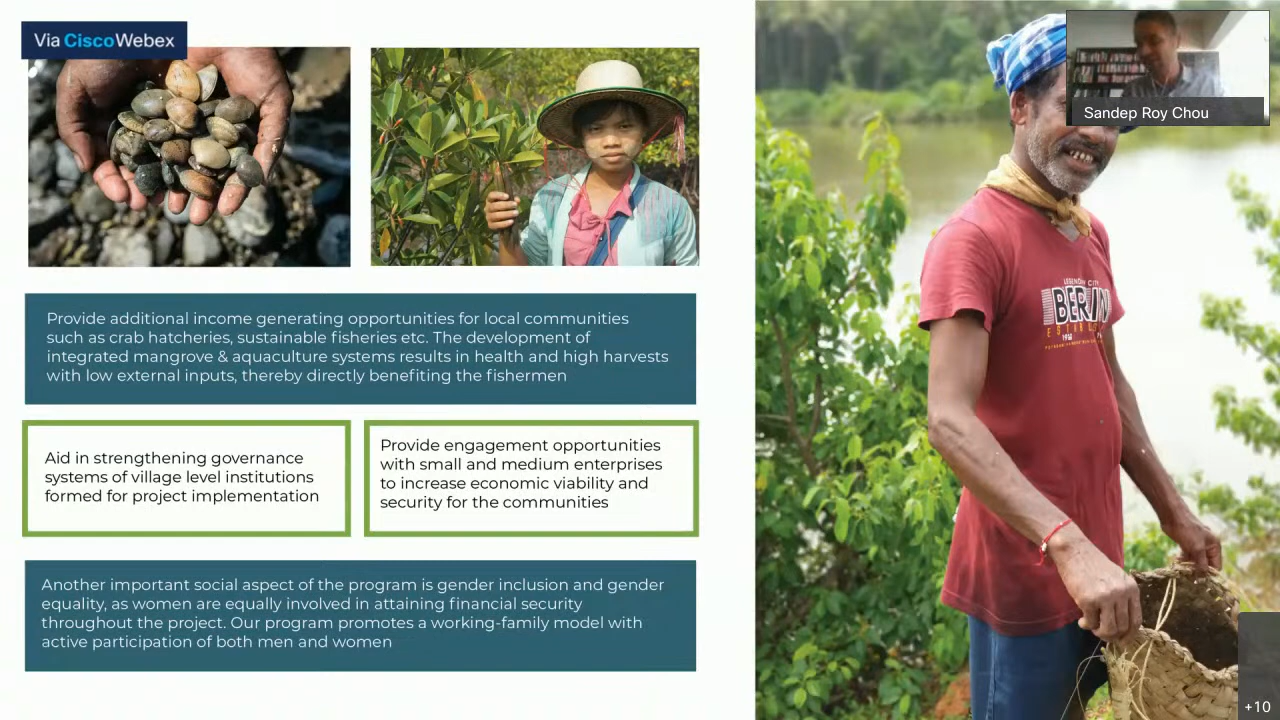 Via Cisco Webex
Sandep Roy Chou
BERLIN
Provide additional income generating opportunities for local communities
such as crab hatcheries, sustainable fisheries etc. The development of
integrated mangrove & aquaculture systems results in health and high harvests
with low external inputs, thereby directly benefiting the fishermen
Aid in strengthening governance
systems of village level institutions
formed for project implementation
Provide engagement opportunities
with small and medium enterprises
to increase economic viability and
security for the communities
Another important social aspect of the program is gender inclusion and gender
equality, as women are equally involved in attaining financial security
throughout the project. Our program promotes a working-family model with
active participation of both men and women
+10